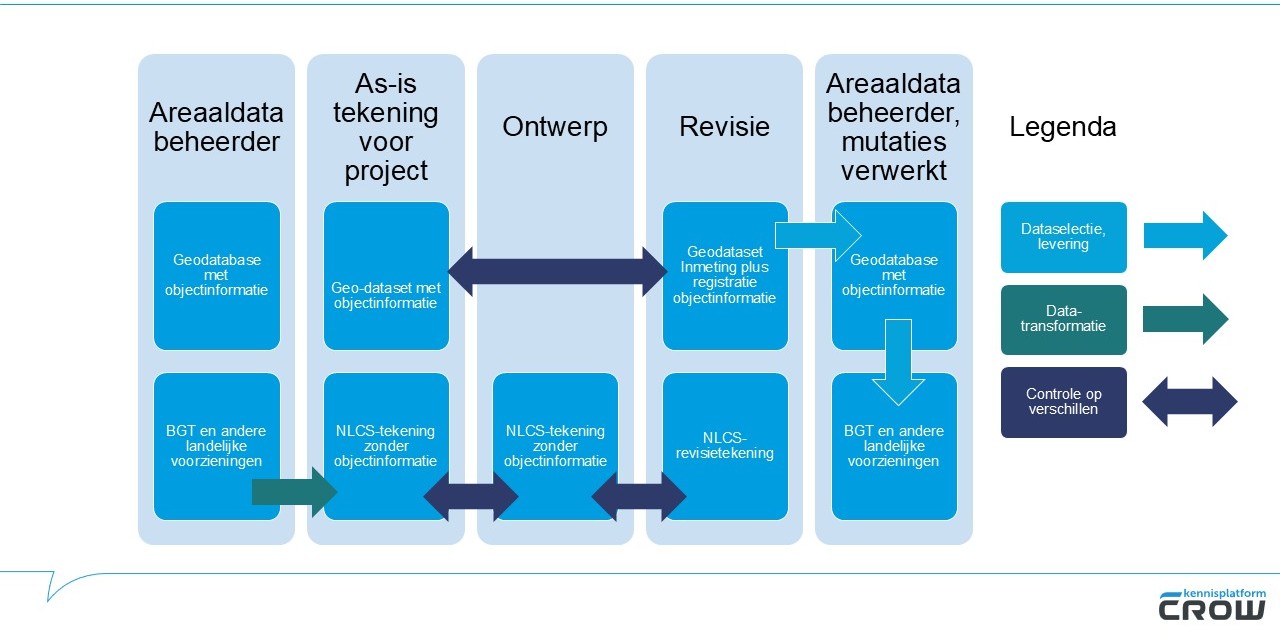 Areaaldata
beheerder
As-is
tekening
voor
project
Ontwerp
Revisie
Areaaldata
beheerder,
mutaties
verwerkt
Legenda
Geodatabase
met
objectinformatie
Geo-dataset met
objectinformatie
Geodataset
Inmeting plus
registratie
objectinformatie
Geodatabase
met
objectinformatie
Dataselectie,
levering
Data-
transformatie
Controle op
verschillen
BGT en andere
landelijke
voorzieningen
NLCS-tekening
zonder
objectinformatie
NLCS-tekening
zonder
objectinformatie
NLCS-
revisietekening
BGT en andere
landelijke
voorzieningen
kennisplatform
CROW